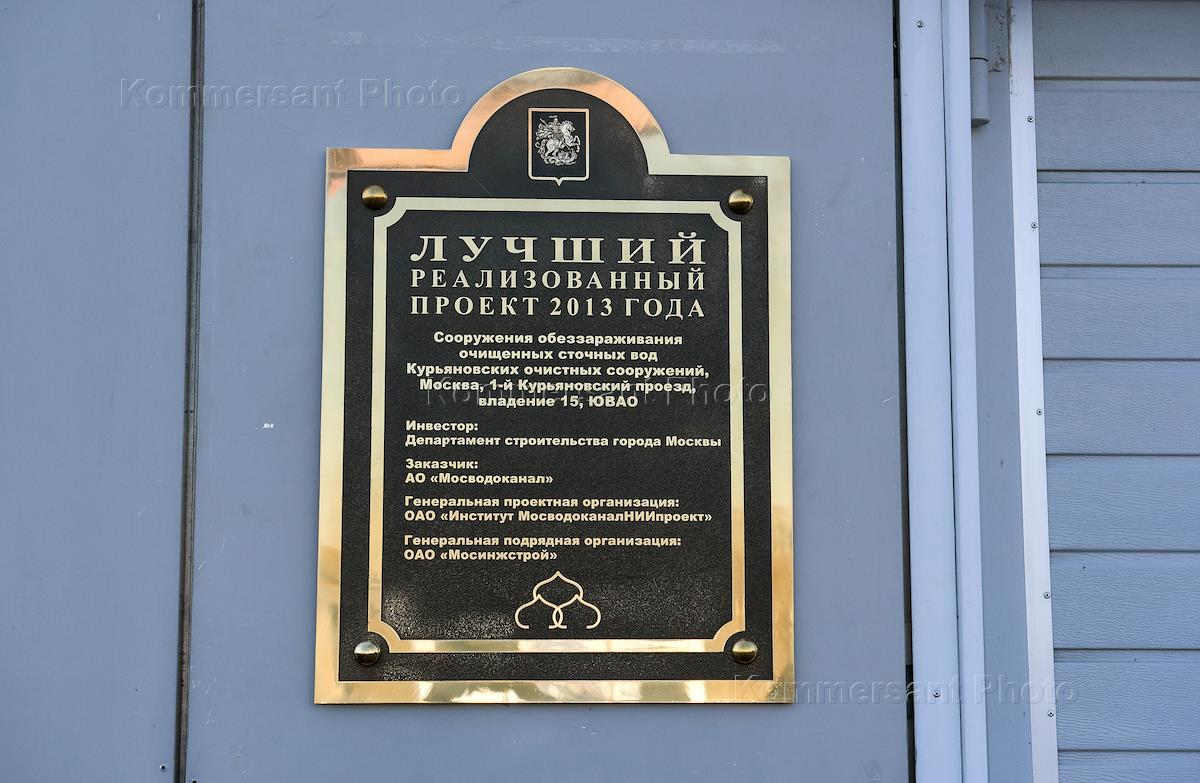 Kommersant Photo
ЛУЧШИЙ
РЕАЛИЗОВАННЫЙ
ПРОЕКТ 2013 ГОДА
Сооружения обеззараживания
очищенных сточных вод
Курьяновских очистных сооружений,
Москва, 1-й Курьяновский проезд,
Kommersant Photo
владение 15, ЮВАО
Инвестор:
Департамент строительства города Москвы
Заказчик:
АО «Мосводоканал»
Генеральная проектная организация:
ОАО «Институт МосводоканалНИИпроект»
Генеральная подрядная организация:
ОАО «Мосинжстрой»
Kommersant Photo